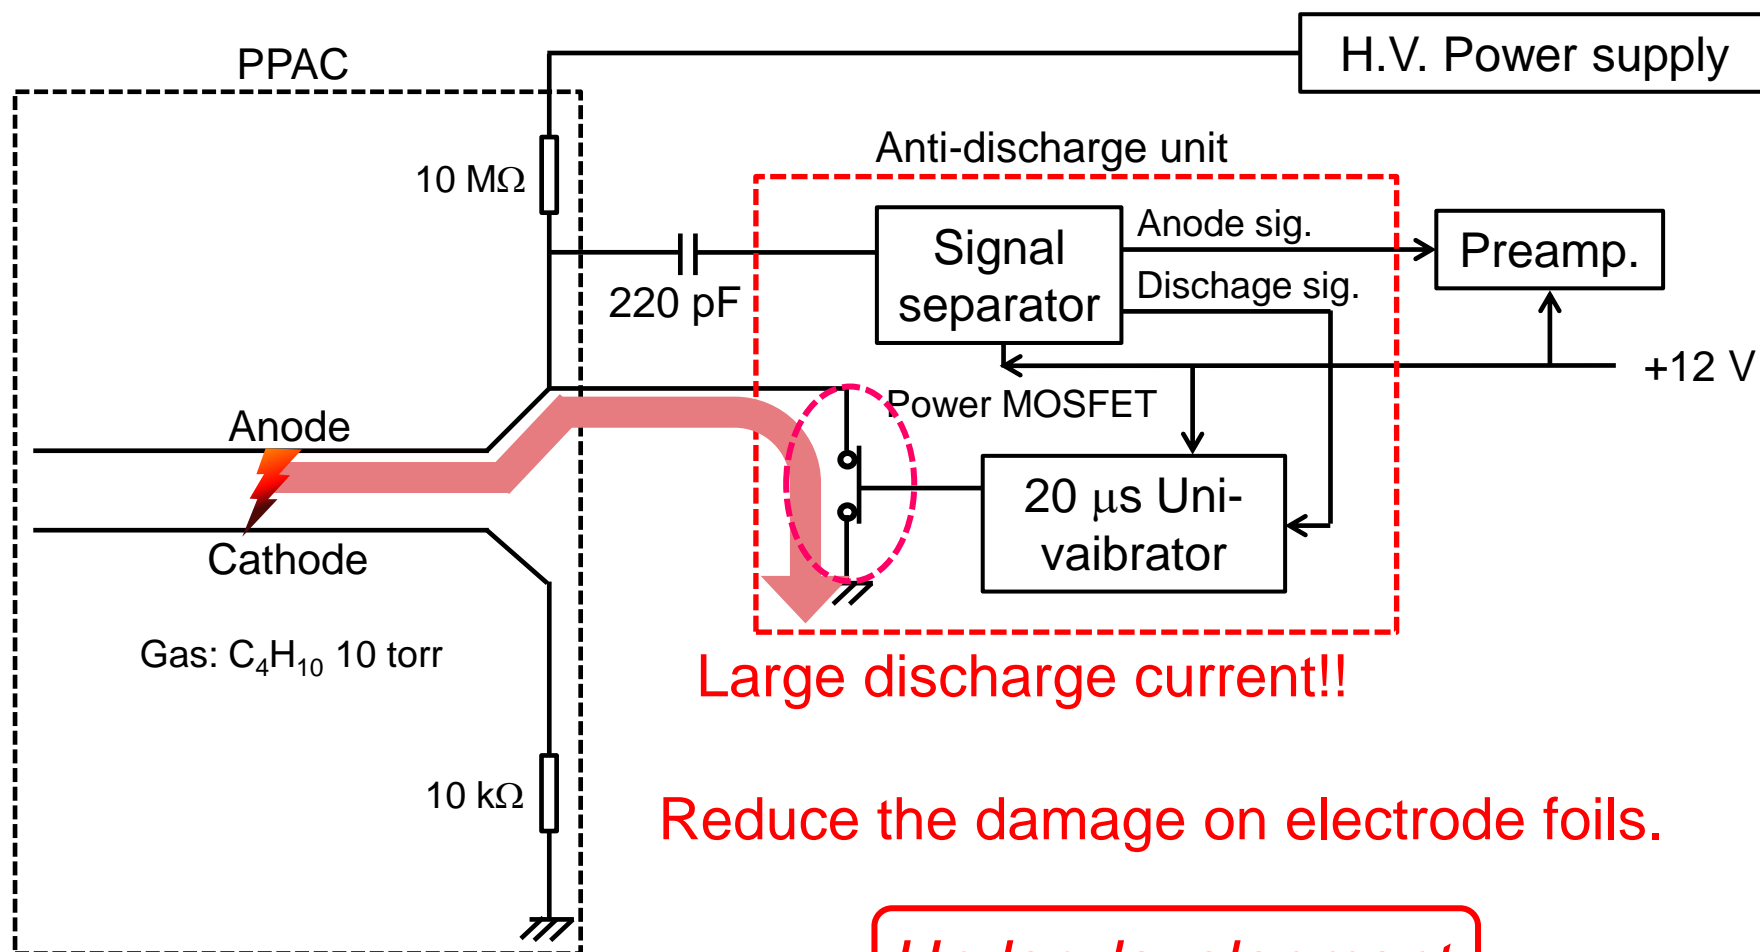 H.V. Power supply
PPAC
Anti-discharge unit
10 MΩ
Signal
separator
Anode sig.
Preamp.
Dischage sig.
220 pF
+12 V
Power MOSFET
Anode
20 μs Uni-
vaibrator
Cathode
Gas: C₄H₁₀ 10 torr
Large discharge current!!
10 kΩ
Reduce the damage on electrode foils.
Under development